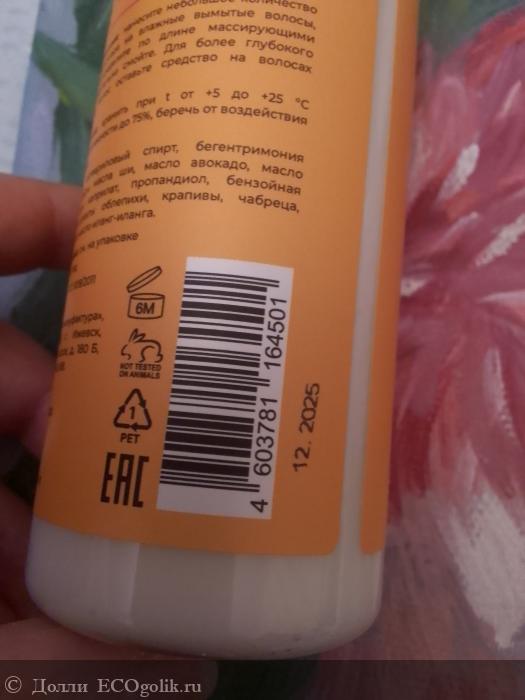 нанесите небольшое количество
на влажные вымытые волосы,
по длине массирующими
смойте. Для более глубокого
оставьте средство на волосах
хранить при t от +5 до +25 °C
до 75%, беречь от воздействия
спирт, бегентримония
масла ши, масло авокадо, масло
каприлат, пропандиол, бензойная
облепихи, крапивы, чабреца,
масло иланг-иланга.
на упаковке
г. Ижевск,
д. 180 Б,
6M
NOT TESTED
ON ANIMALS
1
PET
EAC
4 603781 164501
12. 2025
© Долли ECOgolik.ru